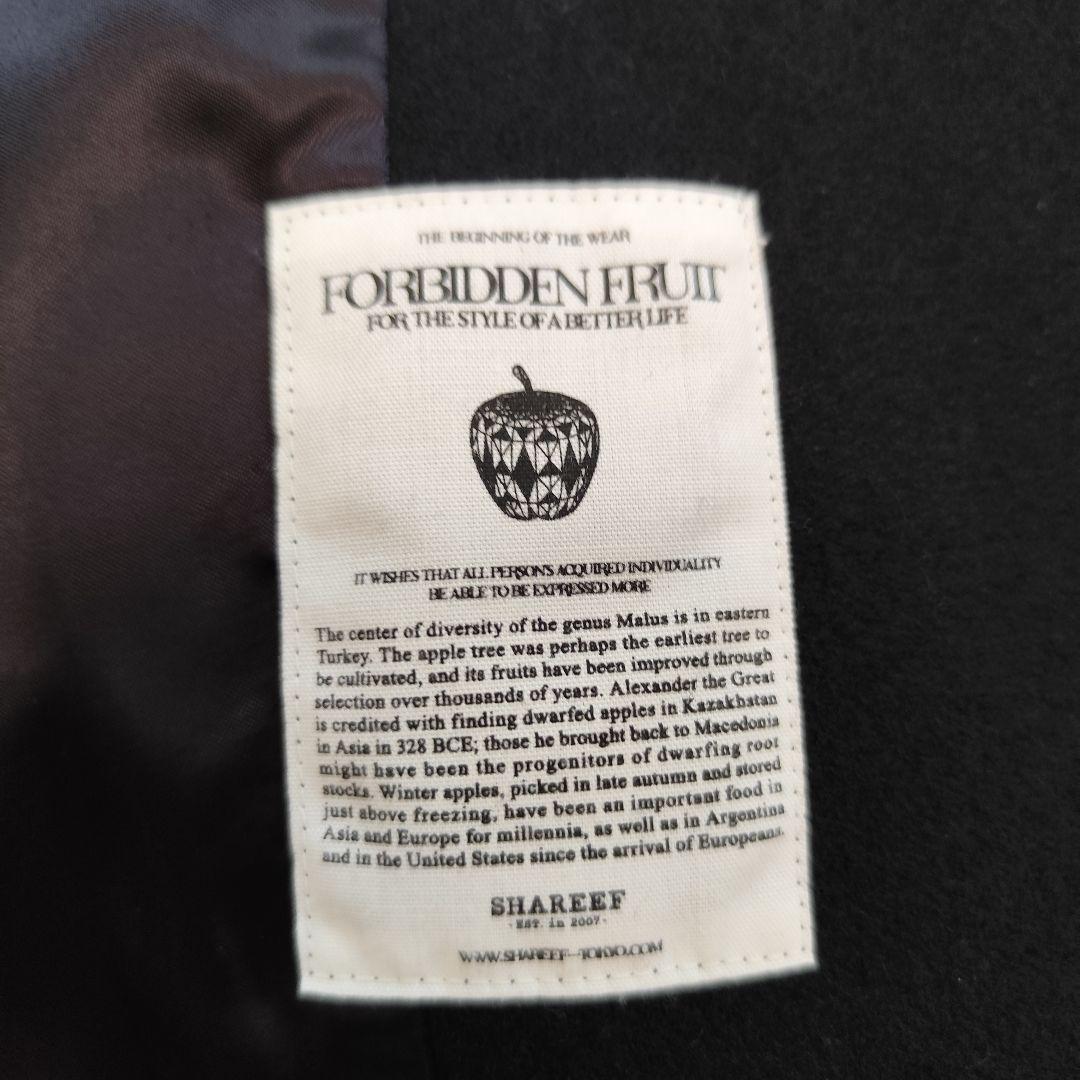 THE BEGINNING OF THE WEAR
FORBIDDEN FRUIT
FOR THE STYLE OF A BETTER LIFE
IT WISHES THAT ALL PERSON'S ACQUIRED INDIVIDUALITY
BE ABLE TO BE EXPRESSED MORE
The center of diversity of the genus Malus is in eastern
Turkey. The apple tree was perhaps the earliest tree to
be cultivated, and its fruits have been improved through
selection over thousands of years. Alexander the Great
is credited with finding dwarfed apples in Kazakhstan
in Asia in 328 BCE; those he brought back to Macedonia
might have been the progenitors of dwarfing root
stocks. Winter apples, picked in late autumn and stored
just above freezing, have been an important food in
Asia and Europe for millennia, as well as in Argentina
and in the United States since the arrival of Europeans.
SHAREEF
·EST. in 2007·
WWW.SHAREEF-TOKYO.COM